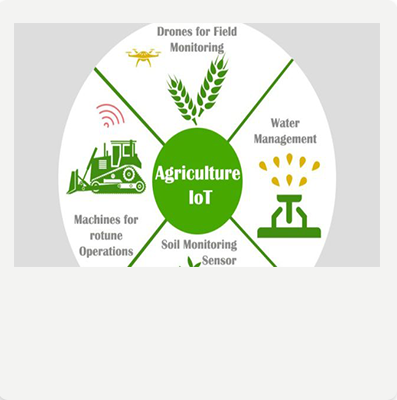 Drones for Field
Monitoring
Water
Management
Agriculture
IoT
Machines for
rotune
Operations
Soil Monitoring
Sensor